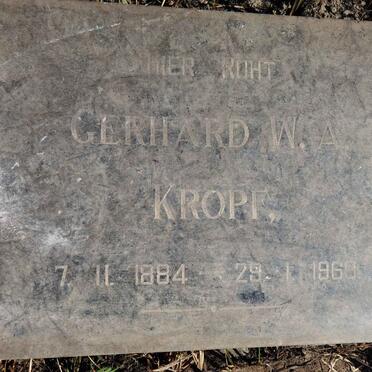 HIER RUHT
GERHARD W. A.
KROPF,
7. 11. 1884 - 29. 1. 1960